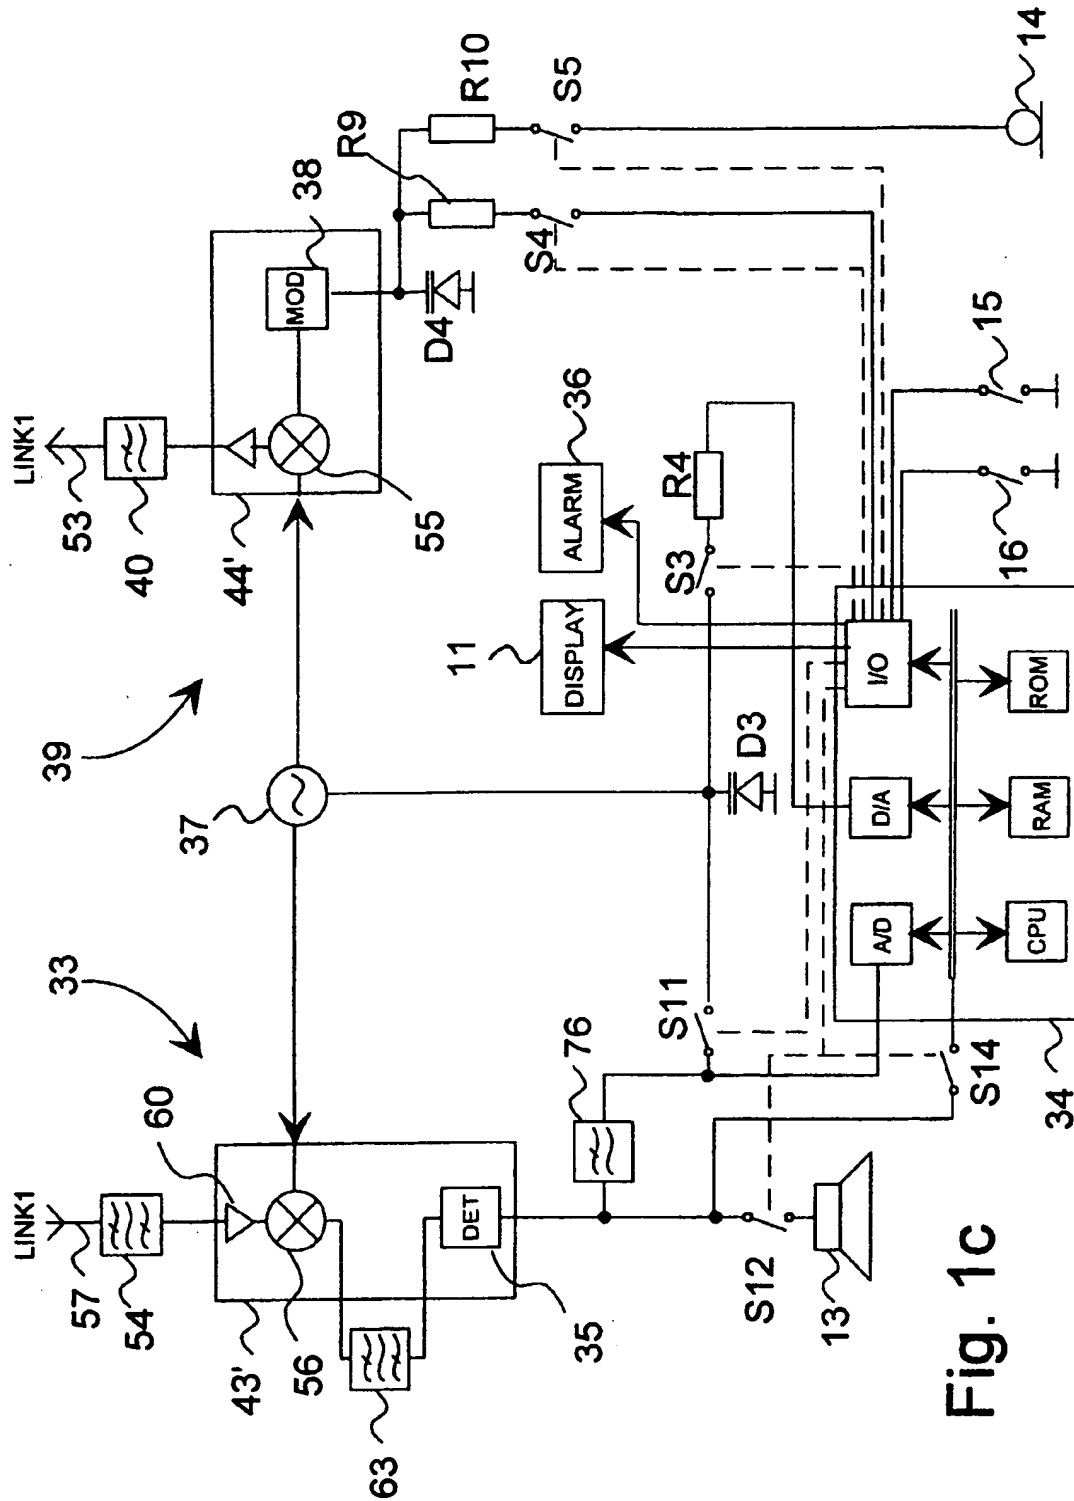 33
39
LINK1
57
54
60
43'
56
63
DET
35
37
LINK1
53
40
44'
55
MOD
38
R9
R10
D4
S4
S5
14
76
S11
S12
13
S14
34
D3
11
DISPLAY
ALARM
36
S3
R4
A/D
D/A
I/O
CPU
RAM
ROM
16
15
Fig. 1c